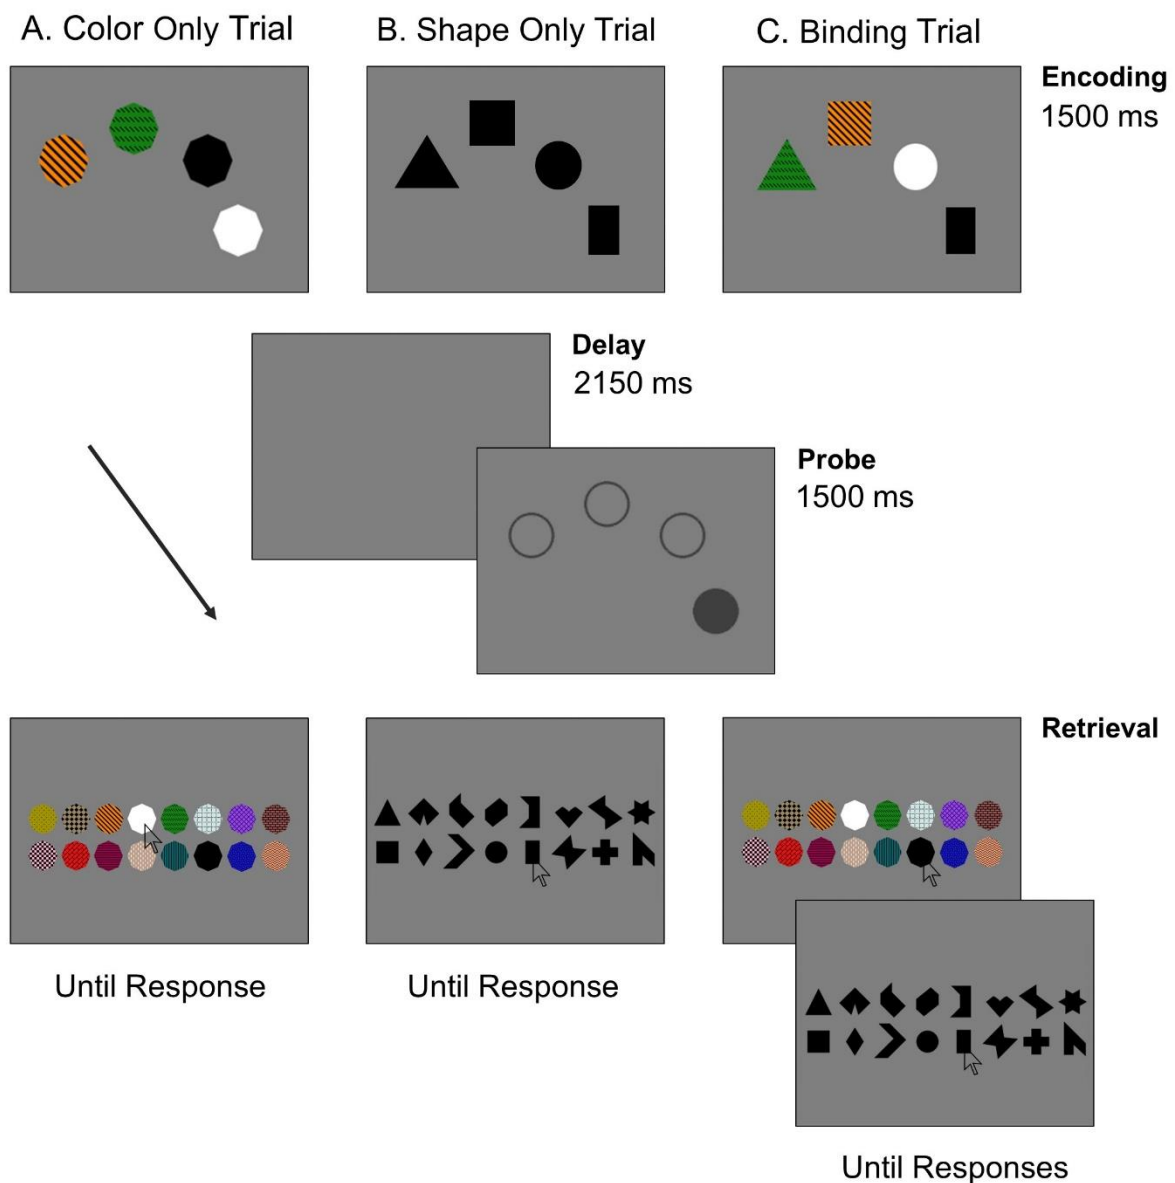 A. Color Only Trial
B. Shape Only Trial
C. Binding Trial
Encoding
1500 ms
Delay
2150 ms
Probe
1500 ms
Retrieval
Until Response
Until Response
Until Responses